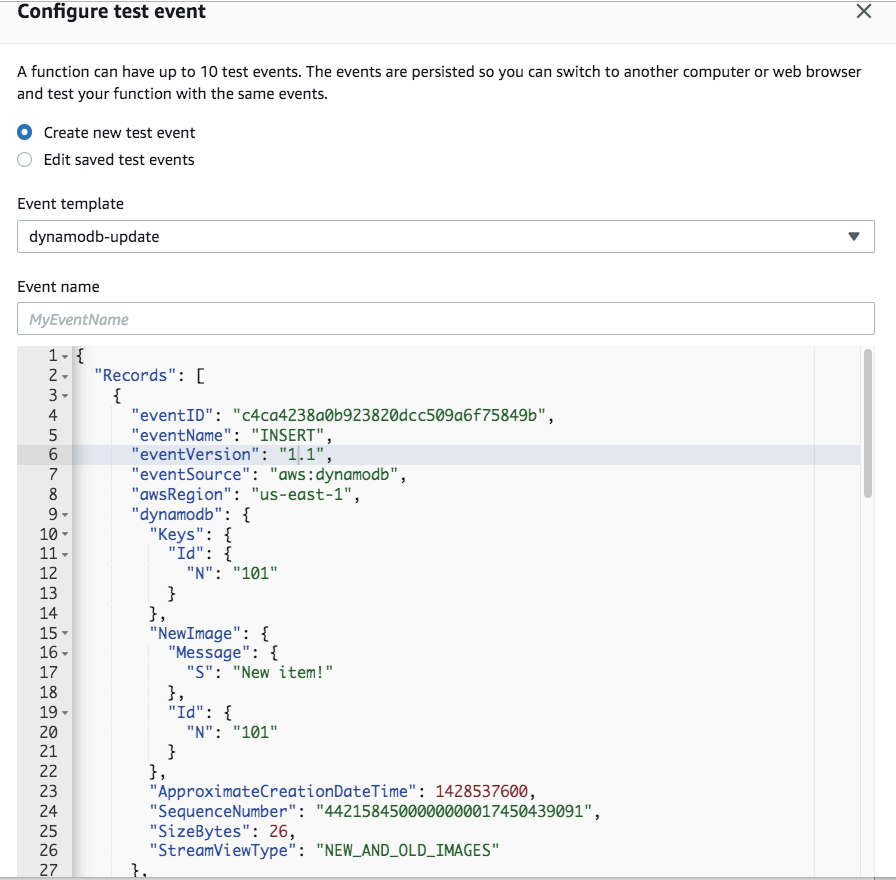 Configure test event
A function can have up to 10 test events. The events are persisted so you can switch to another computer or web browser
and test your function with the same events.
Create new test event
Edit saved test events
Event template
dynamodb-update
Event name
MyEventName
1 {
2 "Records": [
3 {
4 "eventID": "c4ca4238a0b923820dcc509a6f75849b",
5 "eventName": "INSERT",
6 "eventVersion": "1.1",
7 "eventSource": "aws:dynamodb",
8 "awsRegion": "us-east-1",
9 "dynamodb": {
10 "Keys": {
11 "Id": {
12 "N": "101"
13 }
14 },
15 "NewImage": {
16 "Message": {
17 "S": "New item!"
18 },
19 "Id": {
20 "N": "101"
21 }
22 },
23 "ApproximateCreationDateTime": 1428537600,
24 "SequenceNumber": "4421584500000000017450439091",
25 "SizeBytes": 26,
26 "StreamViewType": "NEW_AND_OLD_IMAGES"
27 },